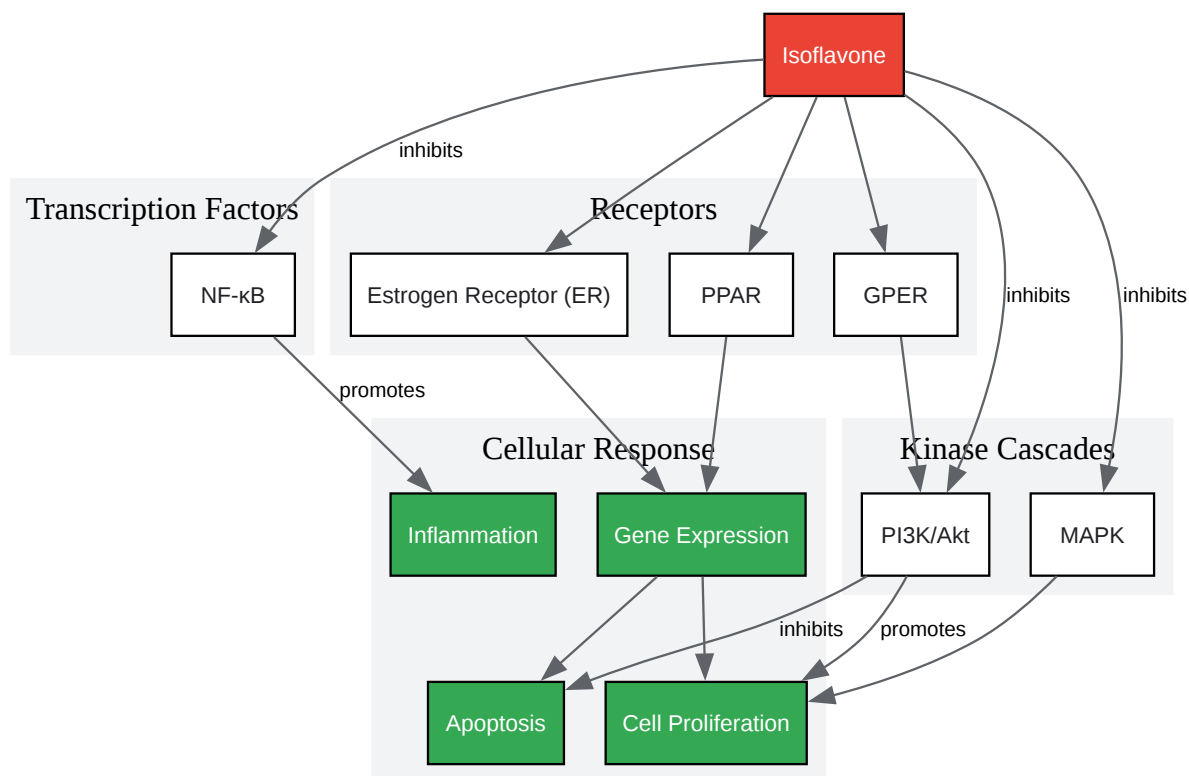 Isoflavone
inhibits
Transcription Factors
Receptors
NF-κB
Estrogen Receptor (ER)
PPAR
GPER
inhibits
inhibits
promotes
Cellular Response
Kinase Cascades
Inflammation
Gene Expression
PI3K/Akt
MAPK
inhibits
promotes
Apoptosis
Cell Proliferation